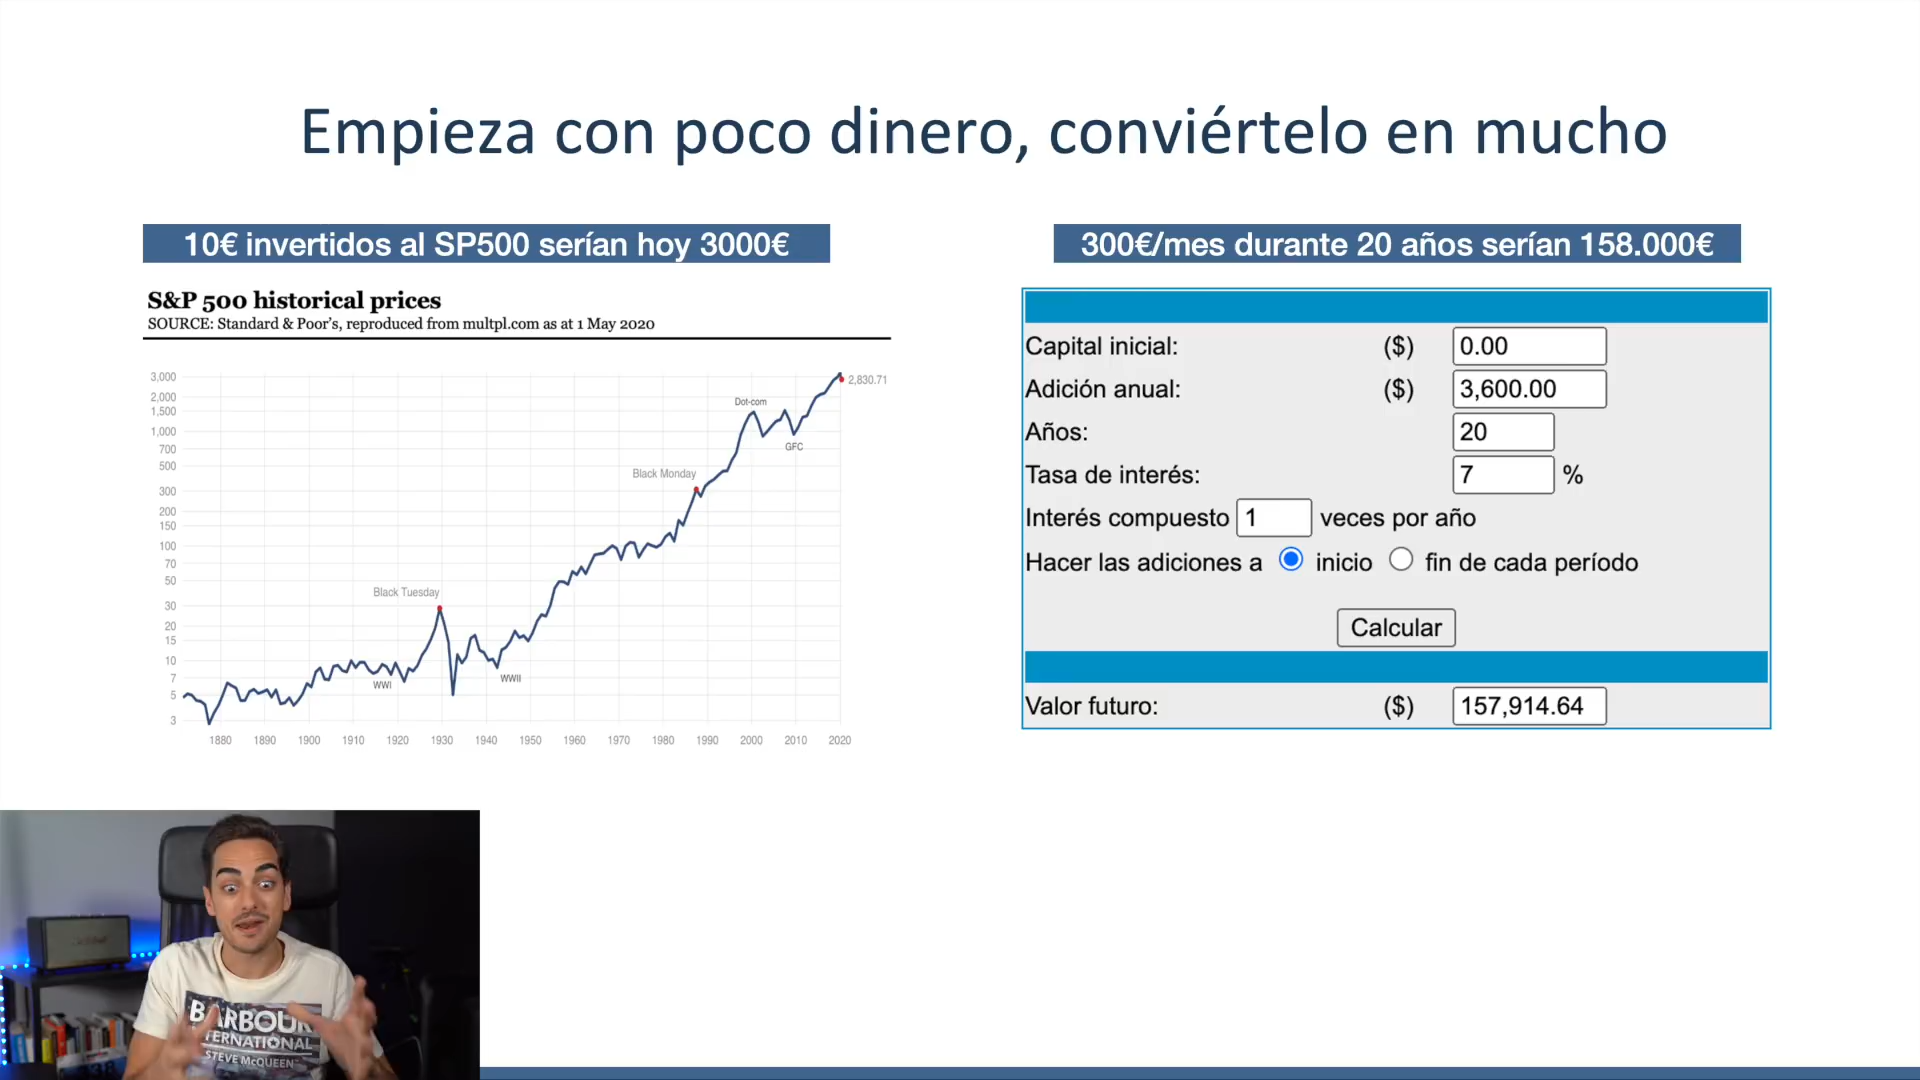 Empieza con poco dinero, conviértelo en mucho
10€ invertidos al SP500 serían hoy 3000€
S&P 500 historical prices
SOURCE: Standard & Poor's, reproduced from multpl.com as at 1 May 2020
3,000
2,000
1,500
1,000
700
500
300
200
150
100
70
50
30
20
15
10
7
5
3
2,830.71
Dot-com
GFC
Black Monday
Black Tuesday
WWI
WWII
1880 1890 1900 1910 1920 1930 1940 1950 1960 1970 1980 1990 2000 2010 2020
300€/mes durante 20 años serían 158.000€
Capital inicial: ($) 0.00
Adición anual: ($) 3,600.00
Años: 20
Tasa de interés: 7 %
Interés compuesto 1 veces por año
Hacer las adiciones a inicio fin de cada período
Calcular
Valor futuro: ($) 157,914.64
BARBOUR
STEVE McQUEEN